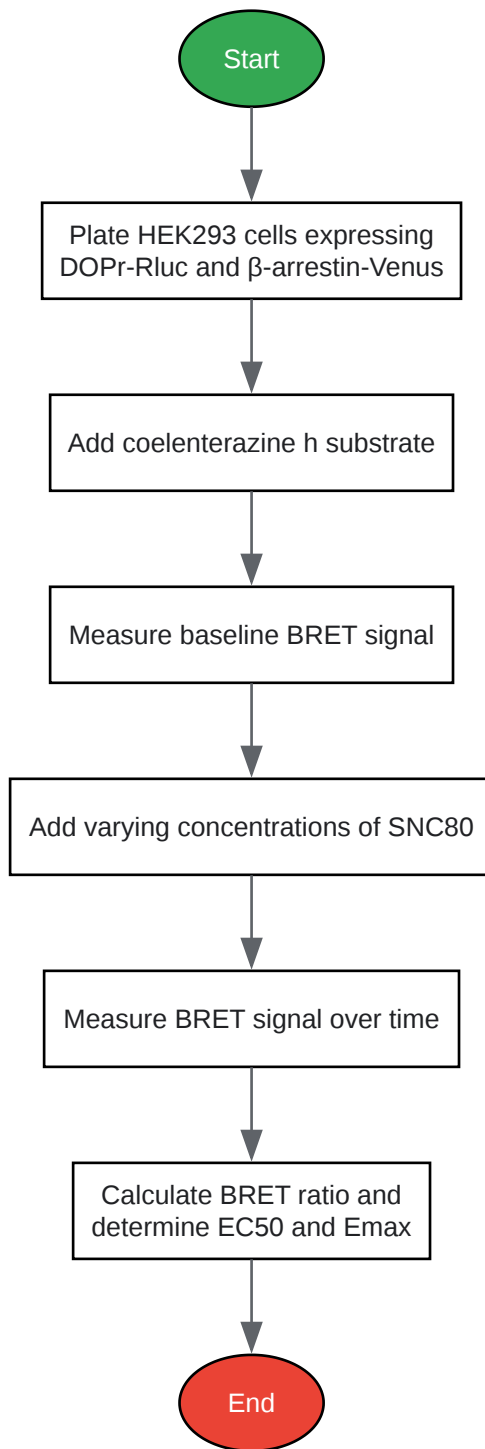 Start
Plate HEK293 cells expressing
DOPr-Rluc and β-arrestin-Venus
Add coelenterazine h substrate
Measure baseline BRET signal
Add varying concentrations of SNC80
Measure BRET signal over time
Calculate BRET ratio and
determine EC50 and Emax
End